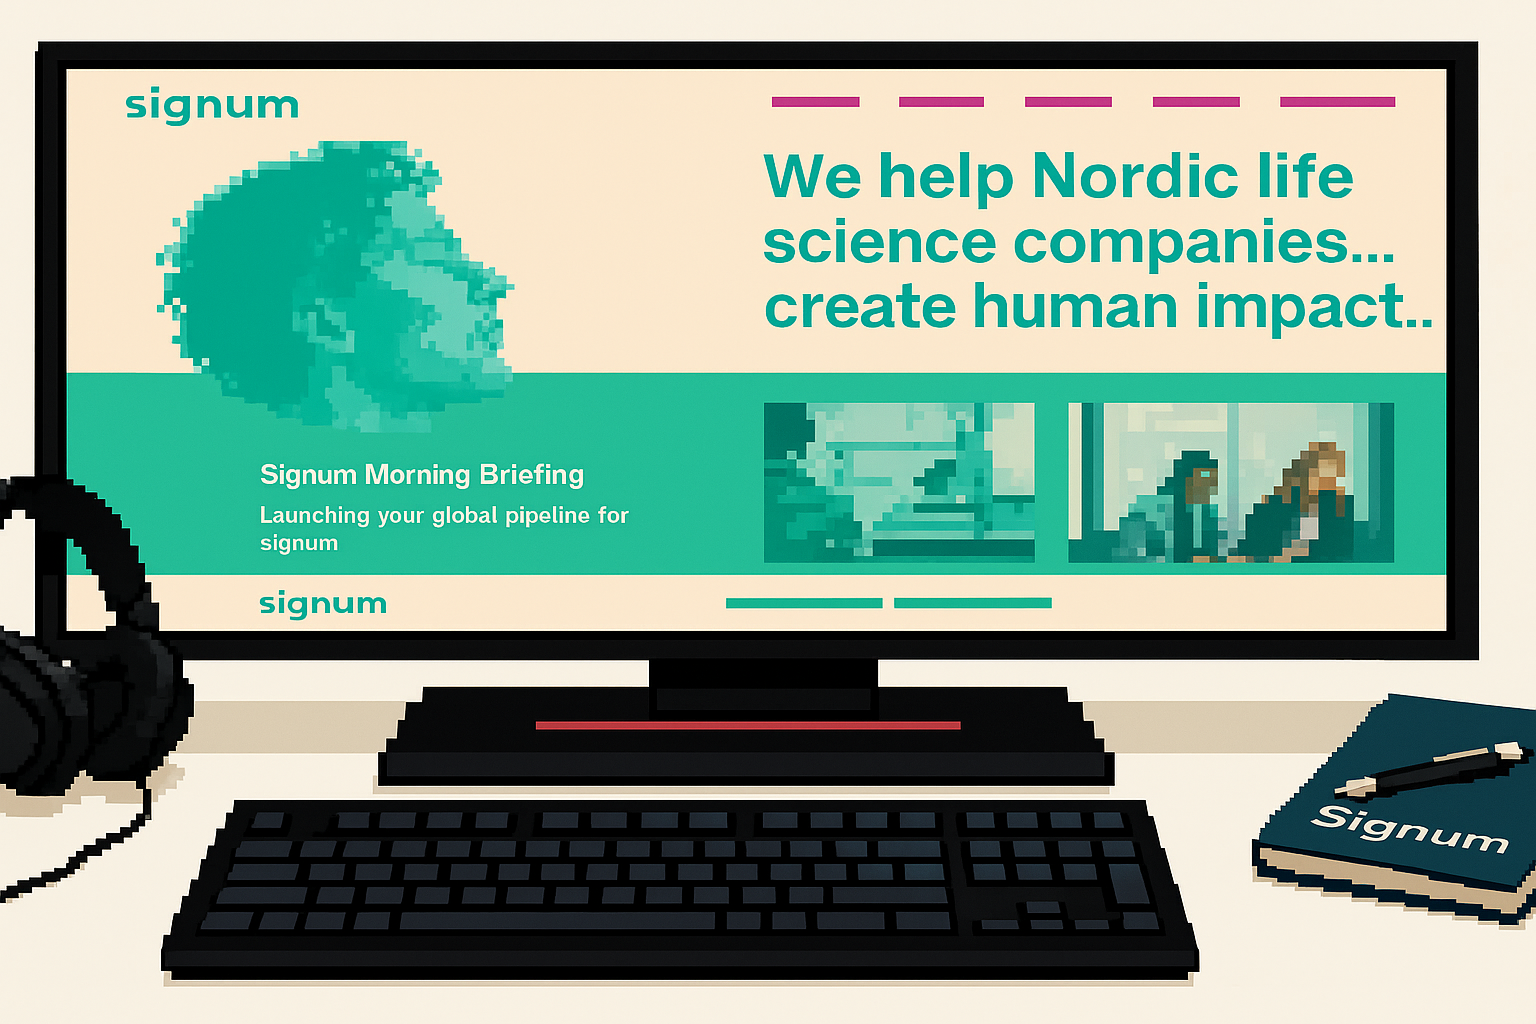 signum
We help Nordic life
science companies...
create human impact..
Signum Morning Briefing
Launching your global pipeline for
signum
signum
Signum